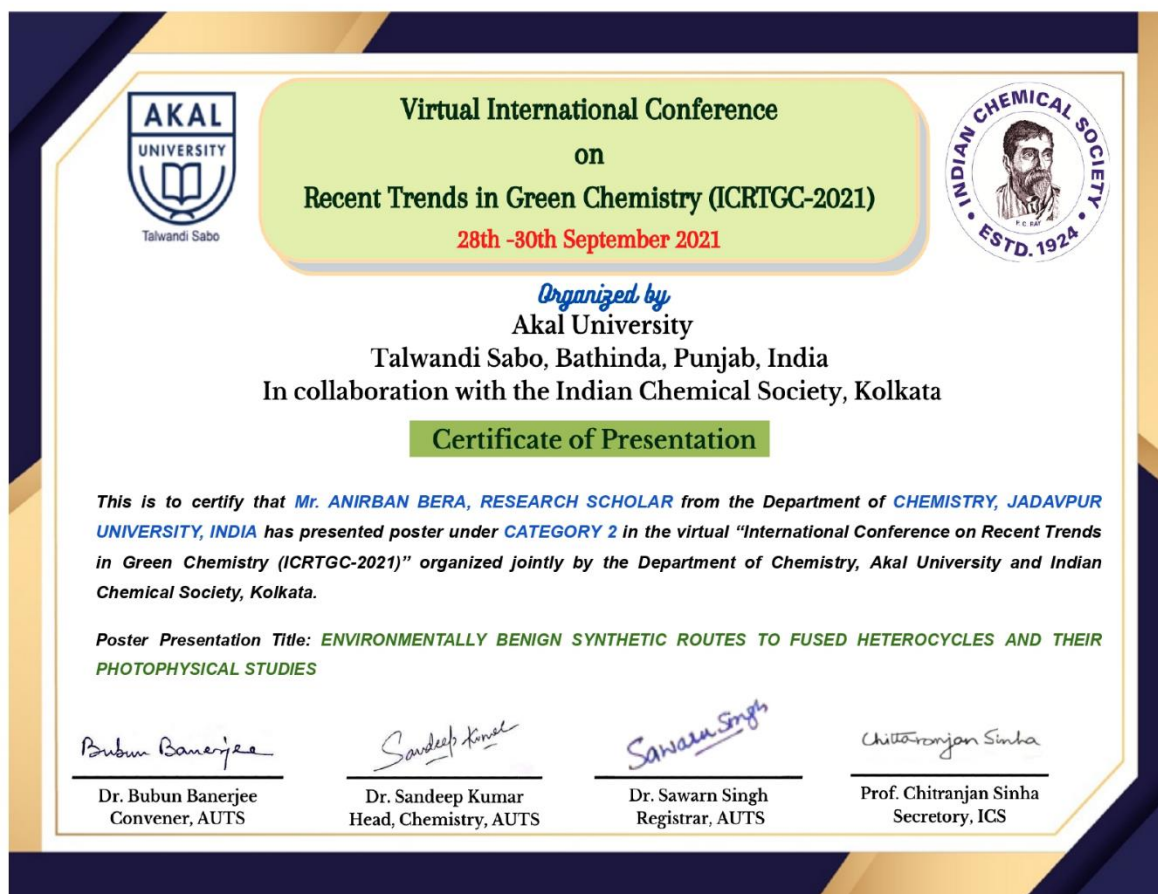 AKAL
UNIVERSITY
Talwandi Sabo
Virtual International Conference
on
Recent Trends in Green Chemistry (ICRTGC-2021)
28th -30th September 2021
INDIAN CHEMICAL SOCIETY
P. C. RAY
ESTD. 1924
Organized by
Akal University
Talwandi Sabo, Bathinda, Punjab, India
In collaboration with the Indian Chemical Society, Kolkata
Certificate of Presentation
This is to certify that Mr. ANIRBAN BERA, RESEARCH SCHOLAR from the Department of CHEMISTRY, JADAVPUR
UNIVERSITY, INDIA has presented poster under CATEGORY 2 in the virtual “International Conference on Recent Trends
in Green Chemistry (ICRTGC-2021)” organized jointly by the Department of Chemistry, Akal University and Indian
Chemical Society, Kolkata.
Poster Presentation Title: ENVIRONMENTALLY BENIGN SYNTHETIC ROUTES TO FUSED HETEROCYCLES AND THEIR
PHOTOPHYSICAL STUDIES
Bubun Banerjee
Sandeep Kumar
Sawarn Singh
Chittaranjan Sinha
Dr. Bubun Banerjee
Convener, AUTS
Dr. Sandeep Kumar
Head, Chemistry, AUTS
Dr. Sawarn Singh
Registrar, AUTS
Prof. Chitranjan Sinha
Secretary, ICS